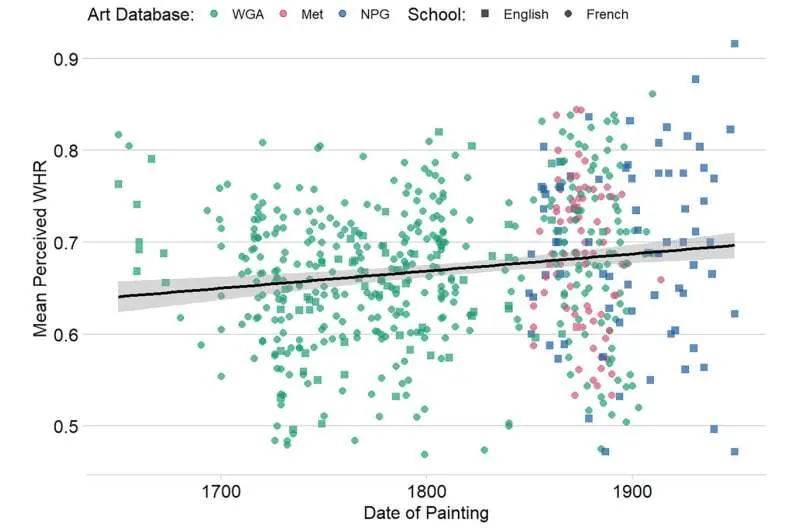 Art Database: WGA Met NPG School: English French
0.9
0.8
0.7
0.6
0.5
Mean Perceived WHR
1700 1800 1900
Date of Painting